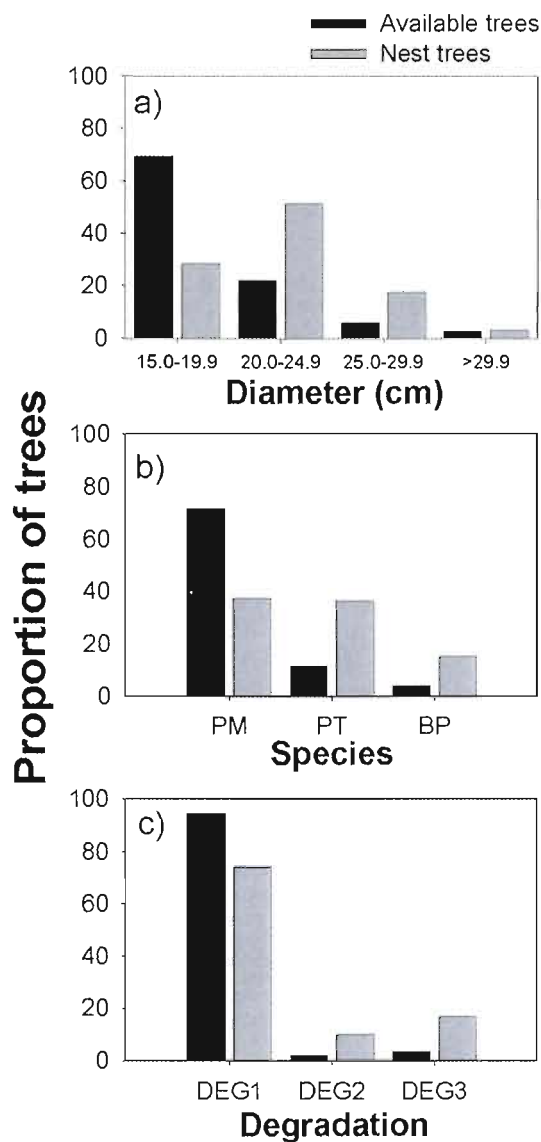 Available trees
Nest trees
Proportion of trees
a)
100
80
60
40
20
0
15.0-19.9 20.0-24.9 25.0-29.9 >29.9
Diameter (cm)
b)
100
80
60
40
20
0
PM PT BP
Species
c)
100
80
60
40
20
0
DEG1 DEG2 DEG3
Degradation